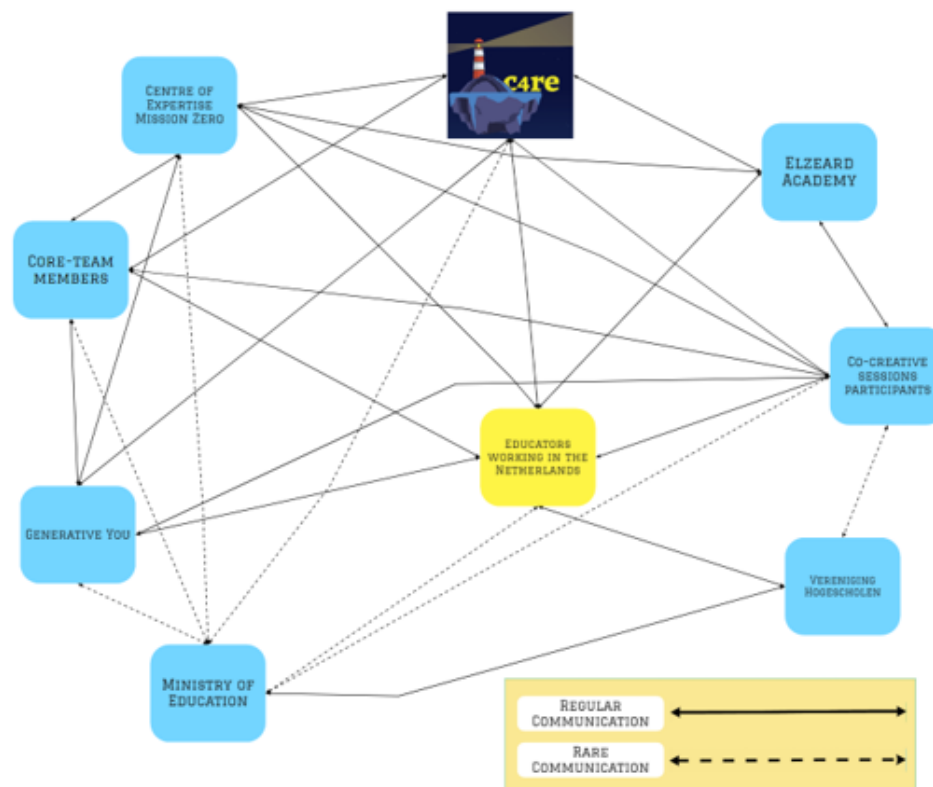 c4re
Centre of
Expertise
Mission Zero
Elzeard
Academy
Core-team
members
Co-creative
sessions
participants
Educators
working in the
Netherlands
Generative You
Vereniging
Hogescholen
Ministry of
Education
Regular
Communication
Rare
Communication